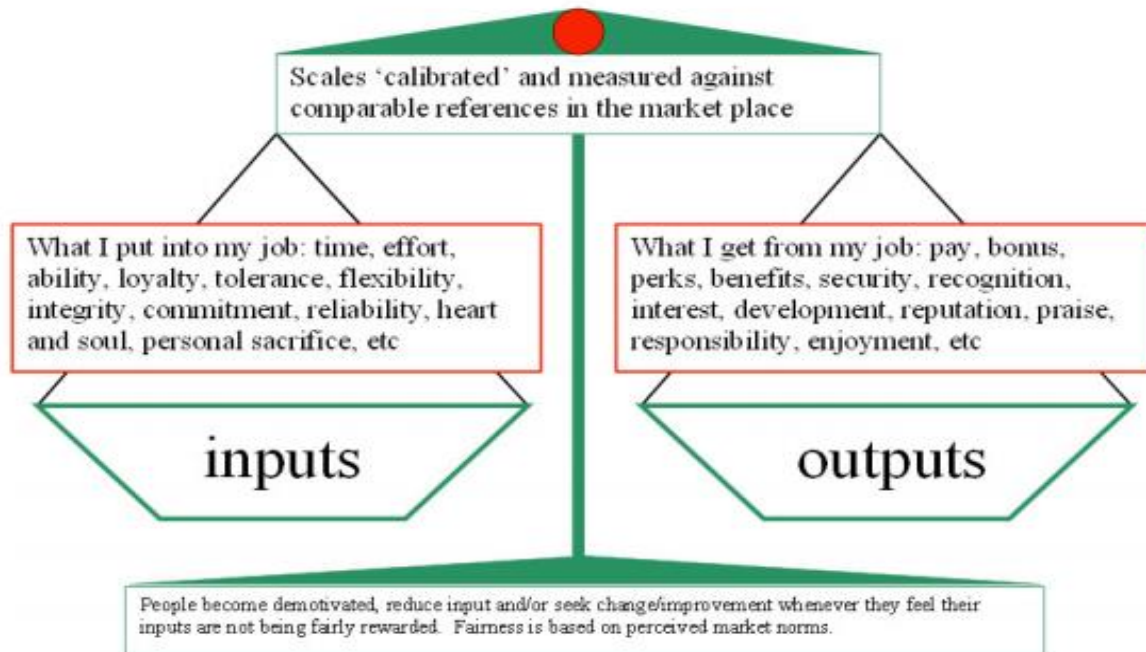 Scales ‘calibrated’ and measured against
comparable references in the market place
What I put into my job: time, effort,
ability, loyalty, tolerance, flexibility,
integrity, commitment, reliability, heart
and soul, personal sacrifice, etc
What I get from my job: pay, bonus,
perks, benefits, security, recognition,
interest, development, reputation, praise,
responsibility, enjoyment, etc
inputs
outputs
People become demotivated, reduce input and/or seek change/improvement whenever they feel their
inputs are not being fairly rewarded.  Fairness is based on perceived market norms.